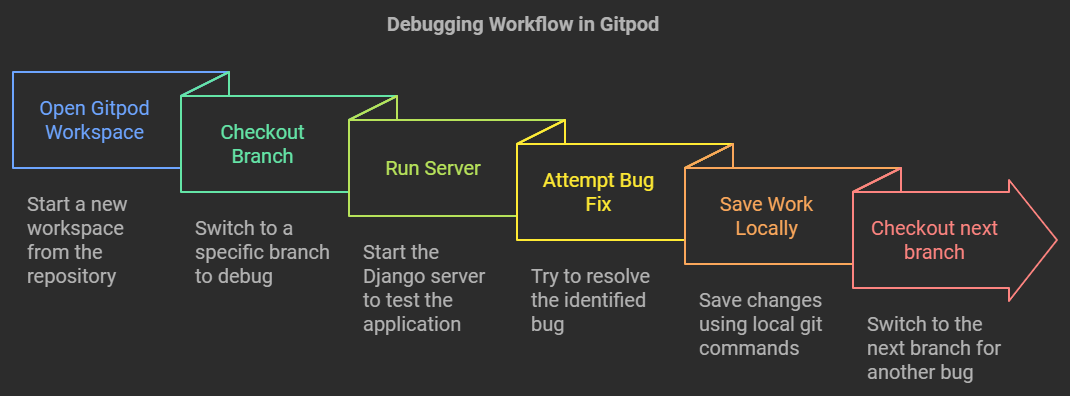 Debugging Workflow in Gitpod
Open Gitpod
Workspace
Start a new
workspace
from the
repository
Checkout
Branch
Switch to a
specific branch
to debug
Run Server
Start the
Django server
to test the
application
Attempt Bug
Fix
Try to resolve
the identified
bug
Save Work
Locally
Save changes
using local git
commands
Checkout next
branch
Switch to the
next branch for
another bug